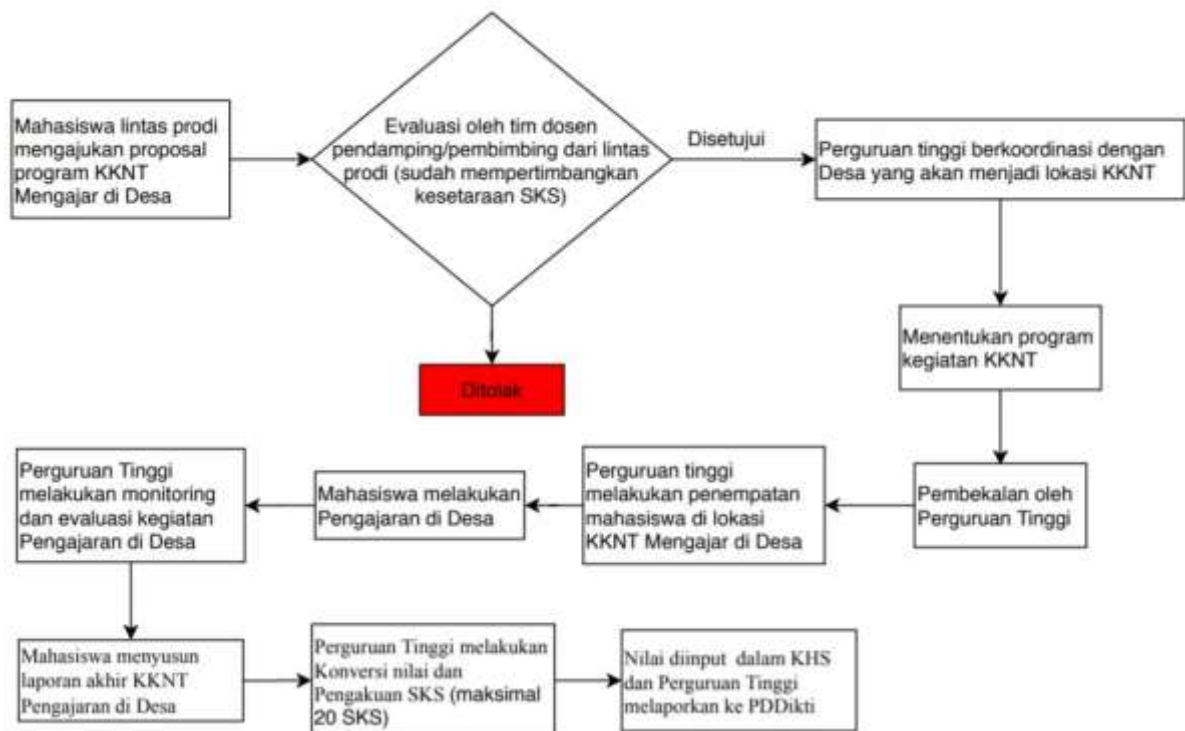 Mahasiswa lintas prodi
mengajukan proposal
program KKNT
Mengajar di Desa
Evaluasi oleh tim dosen
pendamping/pembimbing dari lintas
prodi (sudah mempertimbangkan
kesetaraan SKS)
Disetujui
Perguruan tinggi berkoordinasi dengan
Desa yang akan menjadi lokasi KKNT
Menentukan program
kegiatan KKNT
Ditolak
Pembekalan oleh
Perguruan Tinggi
Perguruan tinggi
melakukan penempatan
mahasiswa di lokasi
KKNT Mengajar di Desa
Mahasiswa melakukan
Pengajaran di Desa
Perguruan Tinggi
melakukan monitoring
dan evaluasi kegiatan
Pengajaran di Desa
Mahasiswa menyusun
laporan akhir KKNT
Pengajaran di Desa
Perguruan Tinggi melakukan
Konversi nilai dan
Pengakuan SKS (maksimal
20 SKS)
Nilai diinput dalam KHS
dan Perguruan Tinggi
melaporkan ke PDDikti